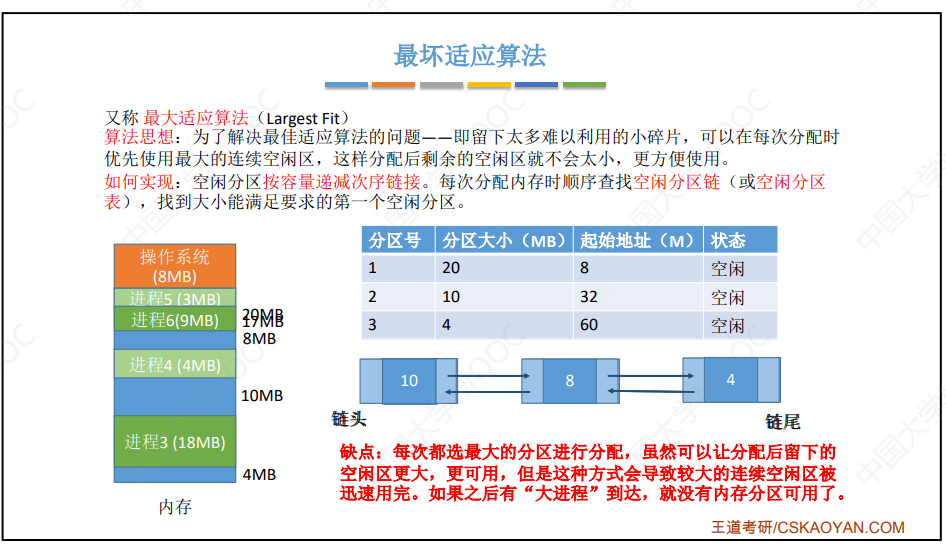 最坏适应算法
又称 最大适应算法（Largest Fit）
算法思想：为了解决最佳适应算法的问题——即留下太多难以利用的小碎片，可以在每次分配时
优先使用最大的连续空闲区，这样分配后剩余的空闲区就不会太小，更方便使用。
如何实现：空闲分区按容量递减次序链接。每次分配内存时顺序查找空闲分区链（或空闲分区
表），找到大小能满足要求的第一个空闲分区。
操作系统
(8MB)
进程5 (3MB)
进程6(9MB)
20MB
17MB
8MB
进程4 (4MB)
10MB
进程3 (18MB)
4MB
内存
分区号 分区大小（MB） 起始地址（M） 状态
1 20 8 空闲
2 10 32 空闲
3 4 60 空闲
10 8 4
链头 链尾
缺点：每次都选最大的分区进行分配，虽然可以让分配后留下的
空闲区更大，更可用，但是这种方式会导致较大的连续空闲区被
迅速用完。如果之后有“大进程”到达，就没有内存分区可用了。
王道考研/CSKAOYAN.COM